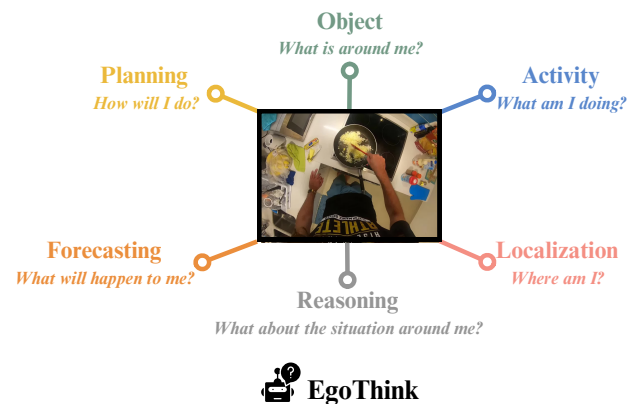 Object
What is around me?
Planning
How will I do?
Activity
What am I doing?
Forecasting
What will happen to me?
Localization
Where am I?
Reasoning
What about the situation around me?
EgoThink